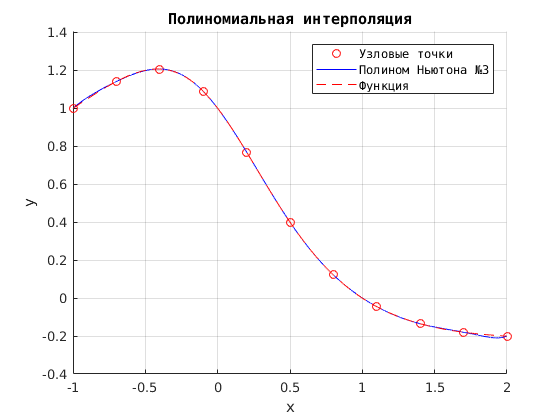 Полиномиальная интерполяция
1.4
1.2
1
0.8
0.6
0.4
0.2
0
-0.2
-0.4
y
Узловые точки
Полином Ньютона №3
Функция
-1 -0.5 0 0.5 1 1.5 2
x